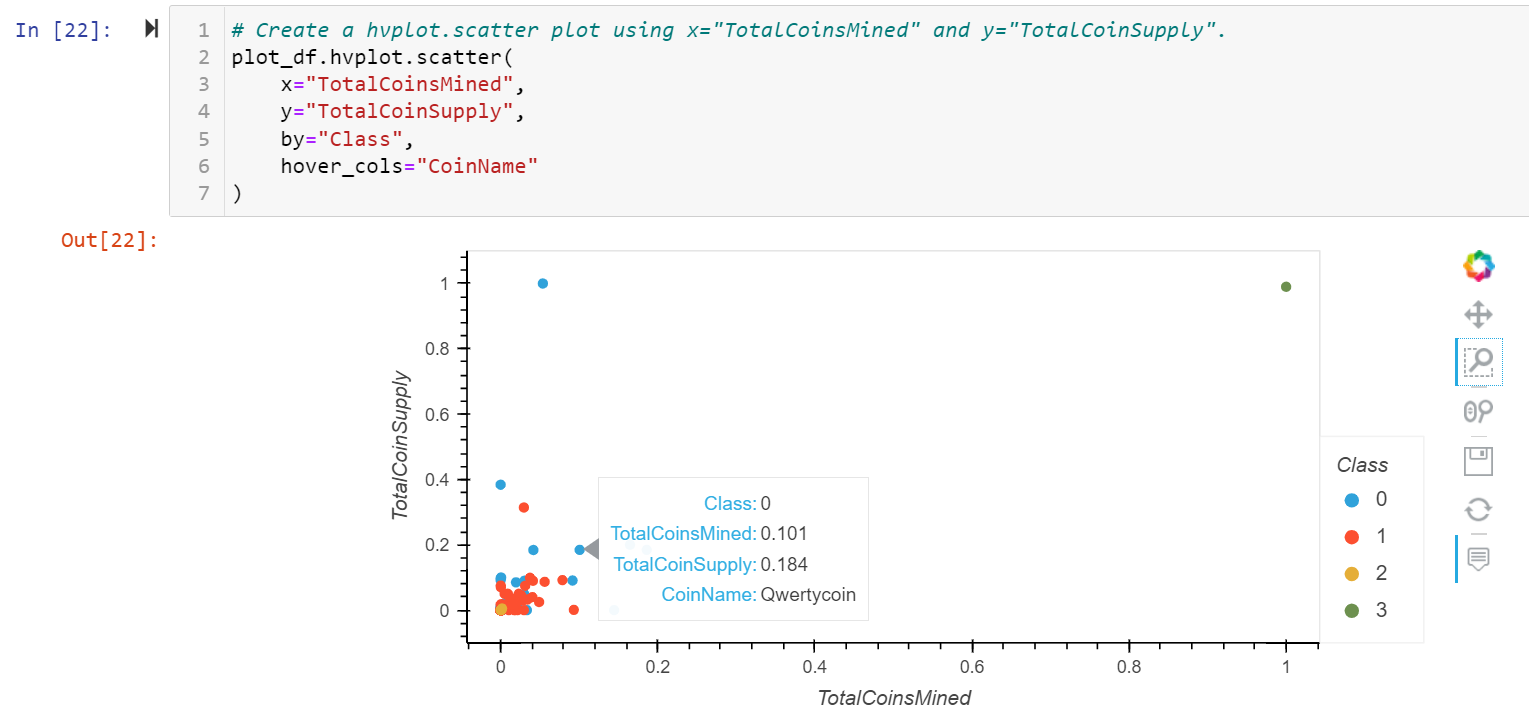 In [22]:
1 # Create a hvplot.scatter plot using x="TotalCoinsMined" and y="TotalCoinSupply".
2 plot_df.hvplot.scatter(
3     x="TotalCoinsMined",
4     y="TotalCoinSupply",
5     by="Class",
6     hover_cols="CoinName"
7 )
Out[22]:
1
0.8
0.6
0.4
0.2
0
TotalCoinSupply
Class: 0
TotalCoinsMined: 0.101
TotalCoinSupply: 0.184
CoinName: Qwertycoin
Class
0
1
2
3
0 0.2 0.4 0.6 0.8 1
TotalCoinsMined